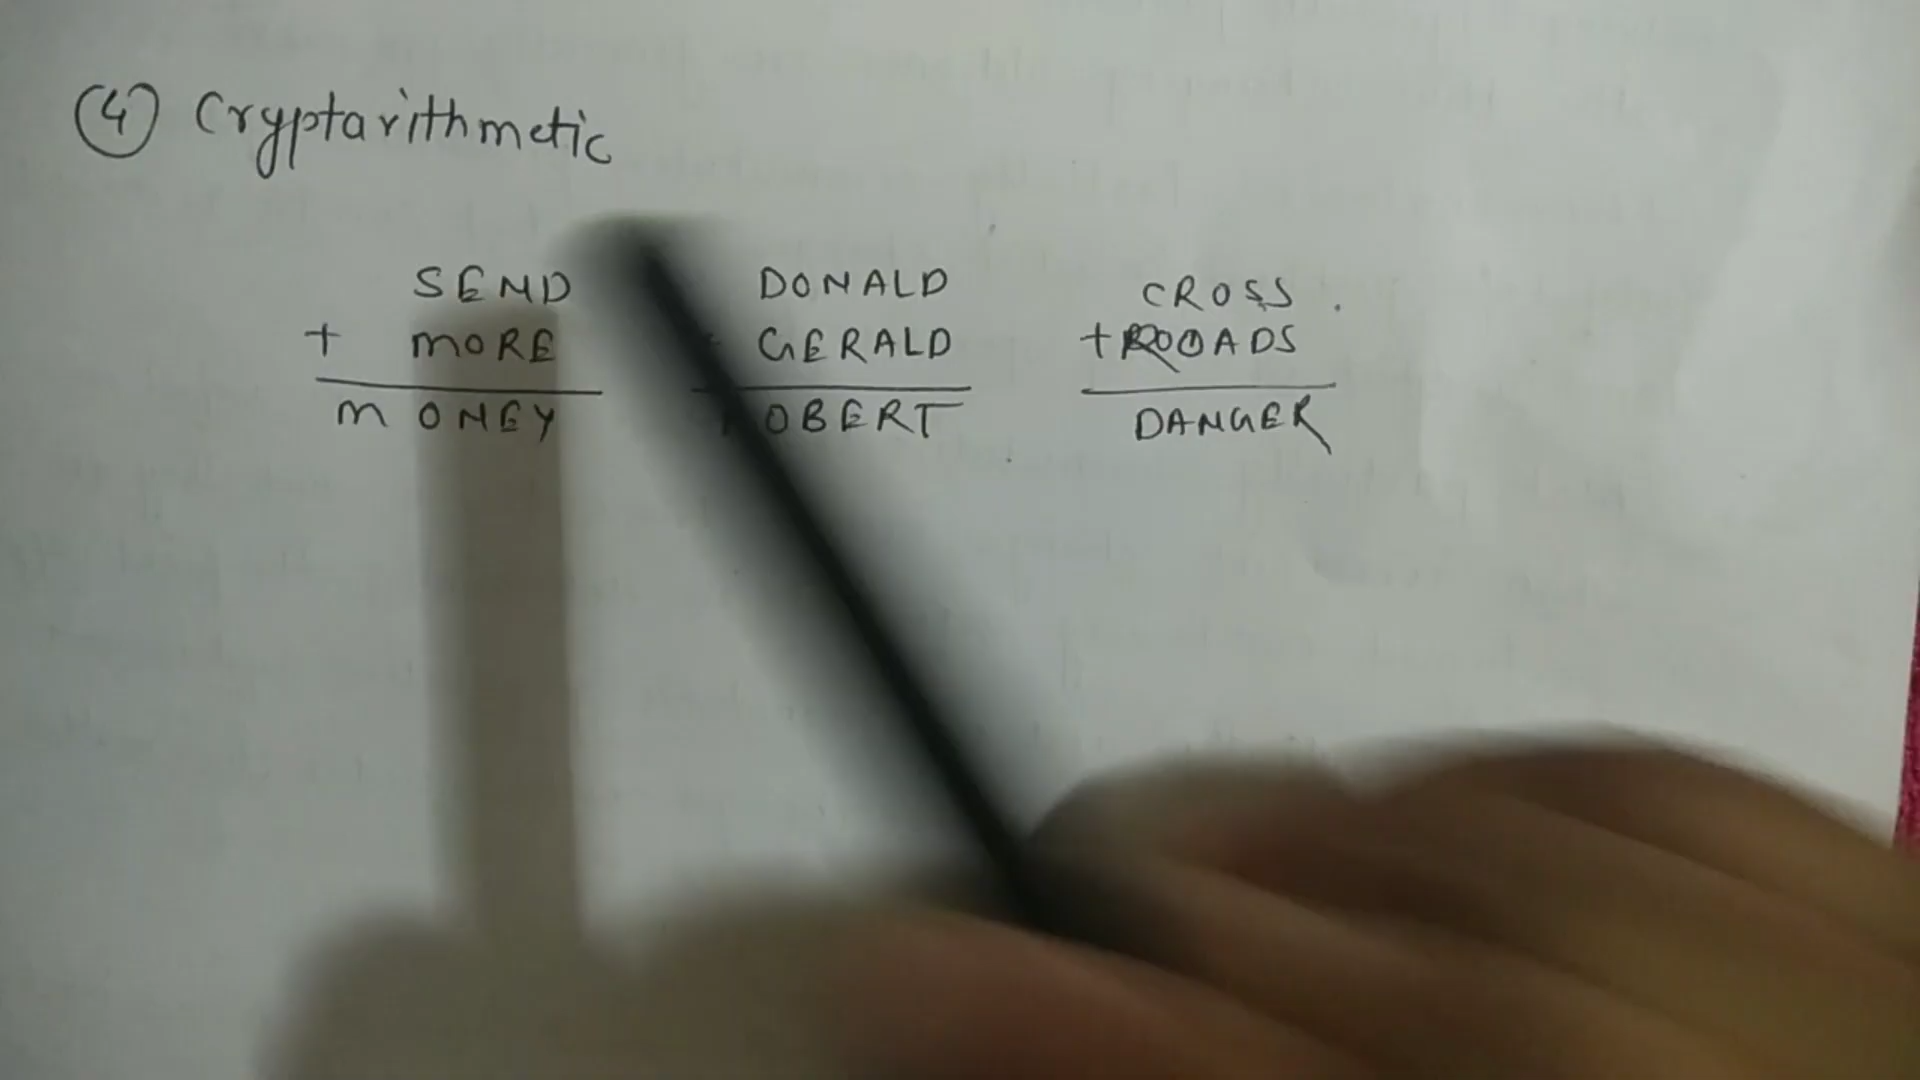 ④ Cryptarithmetic
SEND
+ MORE
MONEY
DONALD
GERALD
OBERT
CROSS
+ROADS
DANGER